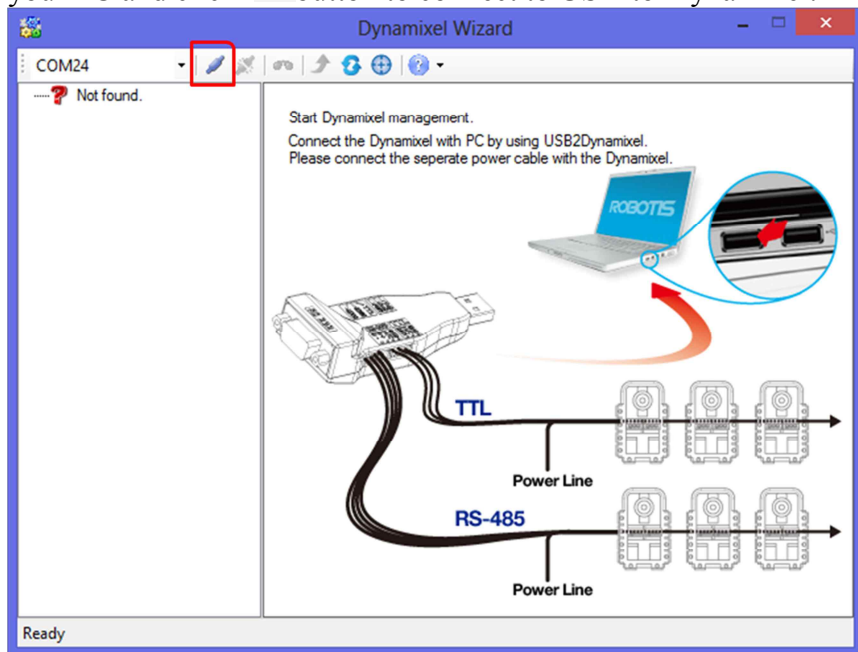 Dynamixel Wizard
COM24
Not found.
Start Dynamixel management.
Connect the Dynamixel with PC by using USB2Dynamixel.
Please connect the seperate power cable with the Dynamixel.
ROBOTIS
TTL
Power Line
RS-485
Power Line
Ready